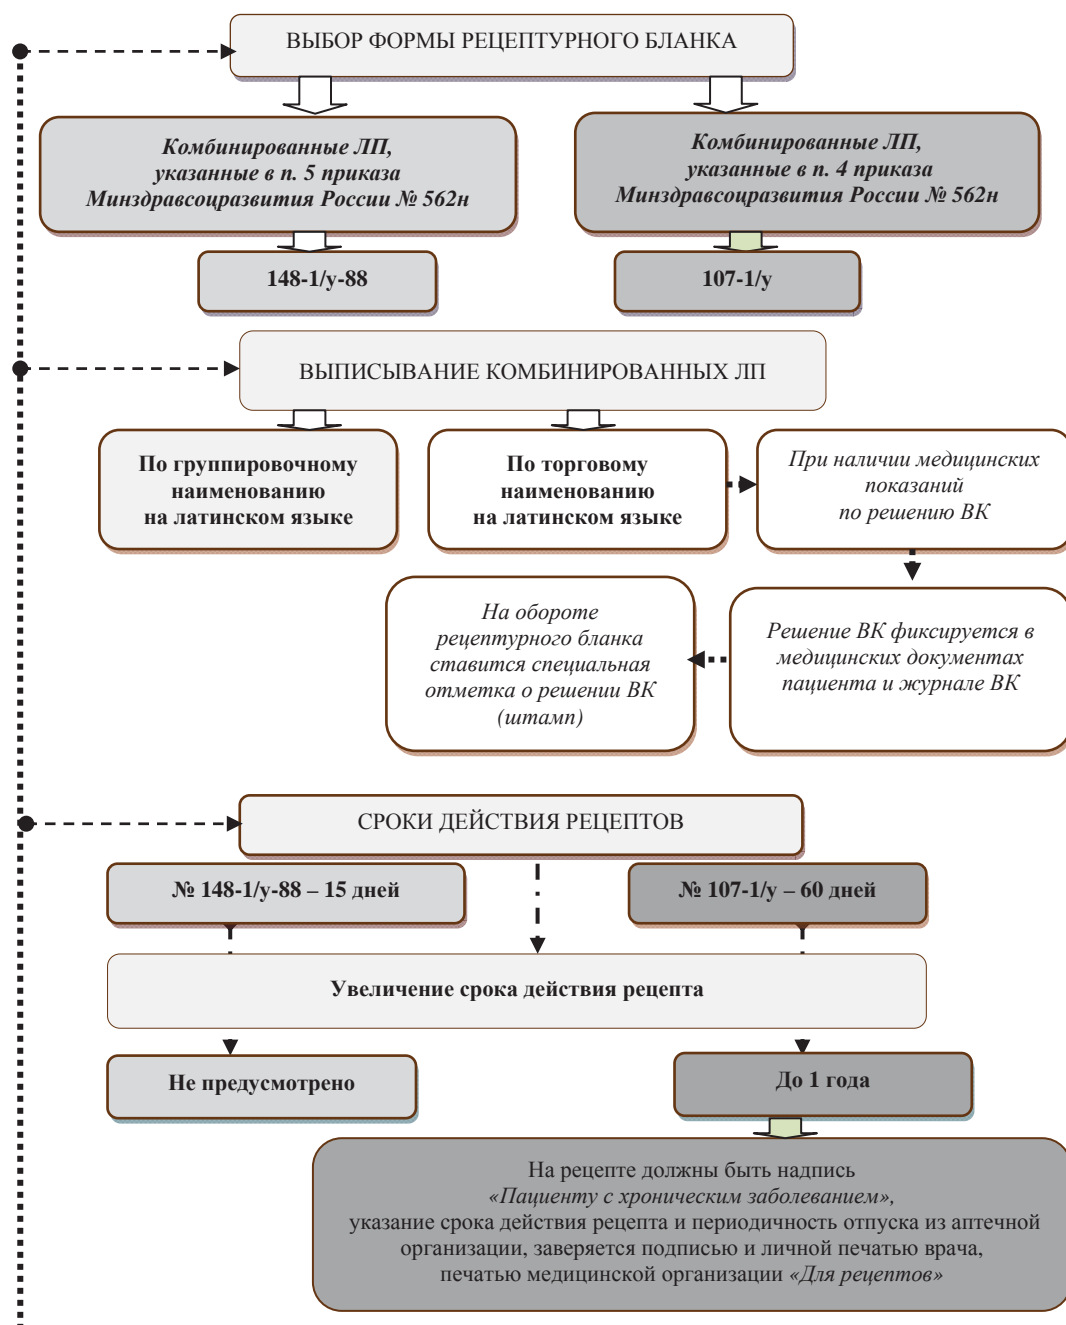 ВЫБОР ФОРМЫ РЕЦЕПТУРНОГО БЛАНКА
Комбинированные ЛП,
указанные в п. 5 приказа
Минздравсоцразвития России № 562н
Комбинированные ЛП,
указанные в п. 4 приказа
Минздравсоцразвития России № 562н
148-1/у-88
107-1/у
ВЫПИСЫВАНИЕ КОМБИНИРОВАННЫХ ЛП
По группировочному
наименованию
на латинском языке
По торговому
наименованию
на латинском языке
При наличии медицинских
показаний
по решению ВК
На обороте
рецептурного бланка
ставится специальная
отметка о решении ВК
(штамп)
Решение ВК фиксируется в
медицинских документах
пациента и журнале ВК
СРОКИ ДЕЙСТВИЯ РЕЦЕПТОВ
№ 148-1/у-88 – 15 дней
№ 107-1/у – 60 дней
Увеличение срока действия рецепта
Не предусмотрено
До 1 года
На рецепте должны быть надпись
«Пациенту с хроническим заболеванием»,
указание срока действия рецепта и периодичность отпуска из аптечной
организации, заверяется подписью и личной печатью врача,
печатью медицинской организации «Для рецептов»